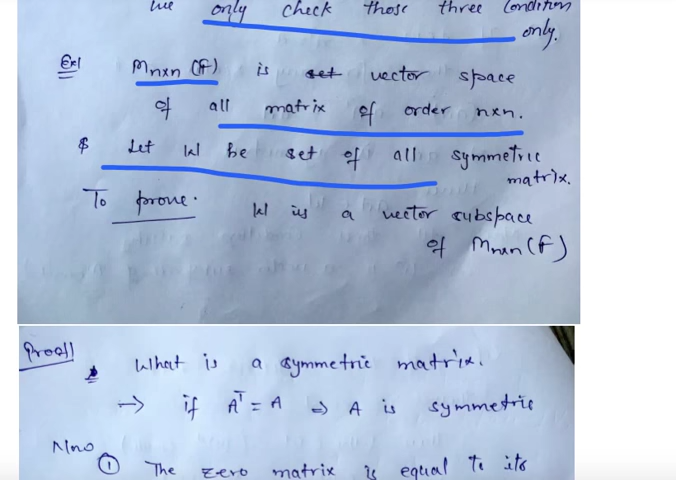 we only check those three condition
only.
Ex1 Mnxn (F) is set vector space
of all matrix of order nxn.
$ Let W be set of all symmetric
matrix.
To prove. W is a vector subspace
of Mnxn (F)
Proof
What is a symmetric matrix.
→ if Aᵀ = A ⇒ A is symmetric
Now
① The zero matrix is equal to its